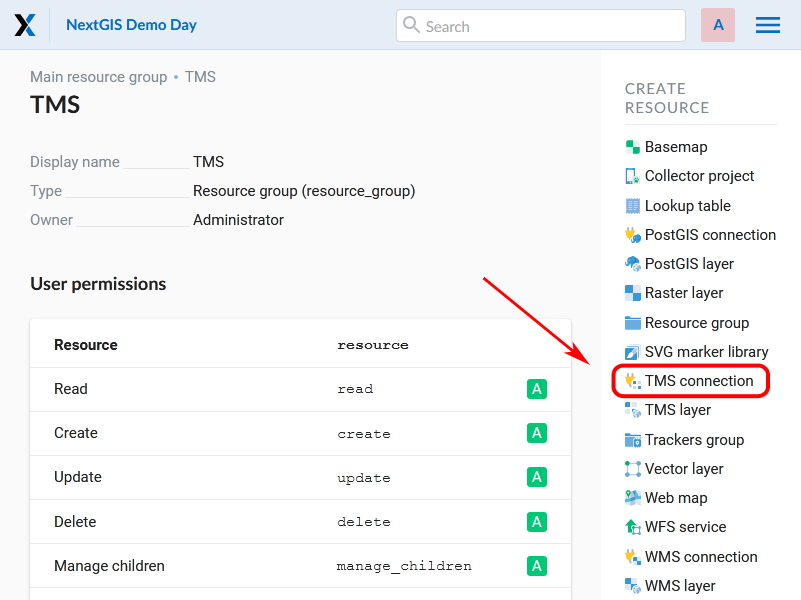 NextGIS Demo Day
Search
A
Main resource group • TMS
TMS
Display name TMS
Type Resource group (resource_group)
Owner Administrator
User permissions
Resource resource
Read read A
Create create A
Update update A
Delete delete A
Manage children manage_children A
CREATE
RESOURCE
Basemap
Collector project
Lookup table
PostGIS connection
PostGIS layer
Raster layer
Resource group
SVG marker library
TMS connection
TMS layer
Trackers group
Vector layer
Web map
WFS service
WMS connection
WMS layer